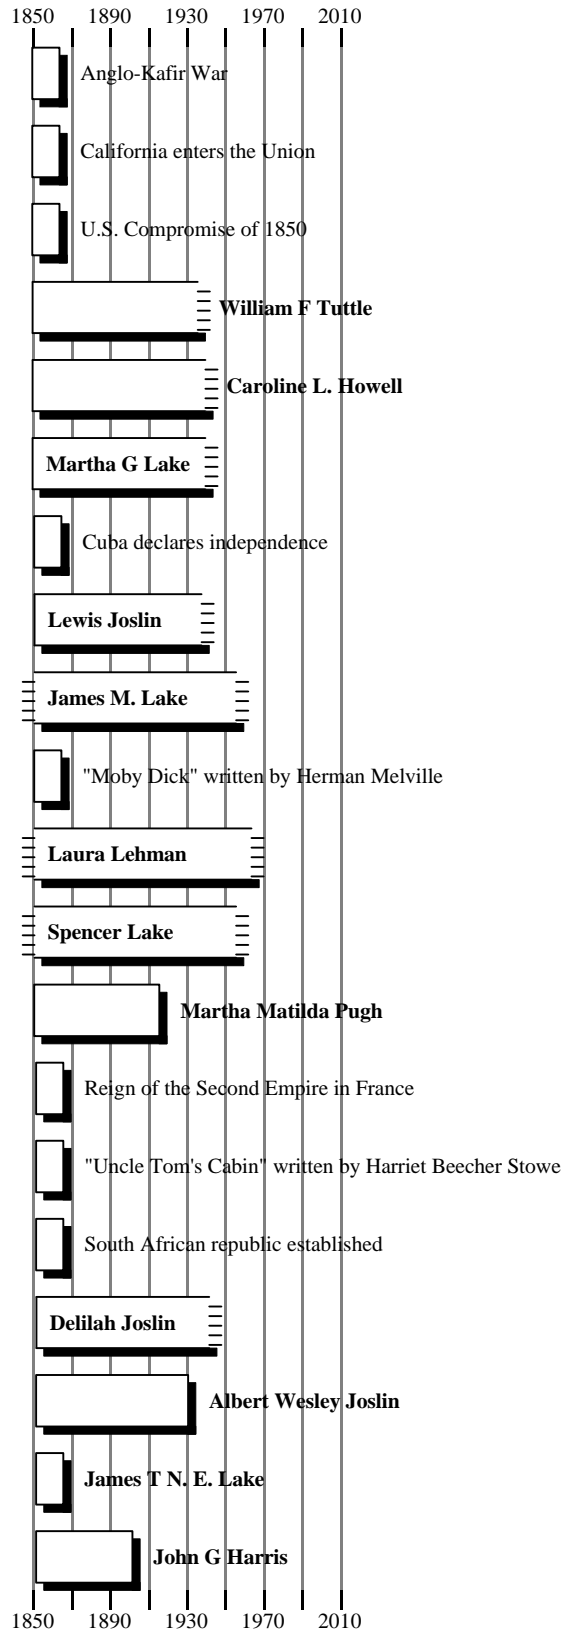 1850 1890 1930 1970 2010
Anglo-Kafir War
California enters the Union
U.S. Compromise of 1850
William F Tuttle
Caroline L. Howell
Martha G Lake
Cuba declares independence
Lewis Joslin
James M. Lake
"Moby Dick" written by Herman Melville
Laura Lehman
Spencer Lake
Martha Matilda Pugh
Reign of the Second Empire in France
"Uncle Tom's Cabin" written by Harriet Beecher Stowe
South African republic established
Delilah Joslin
Albert Wesley Joslin
James T N. E. Lake
John G Harris
1850 1890 1930 1970 2010